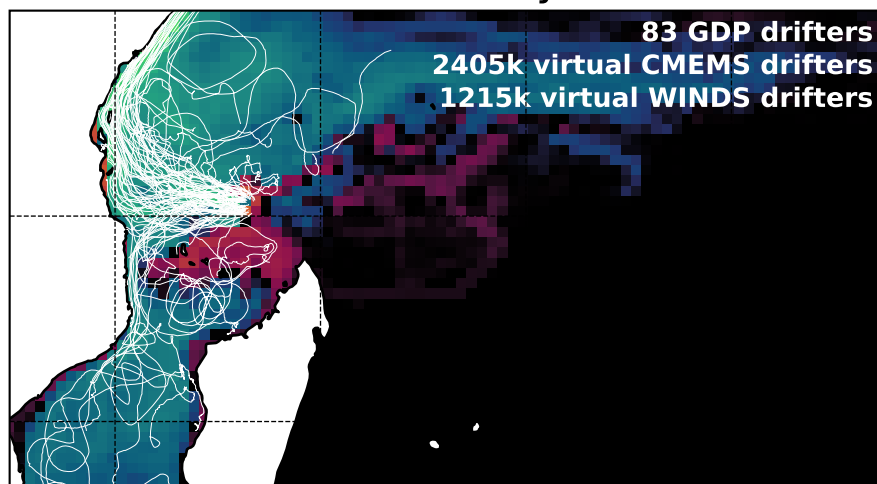 83 GDP drifters
2405k virtual CMEMS drifters
1215k virtual WINDS drifters